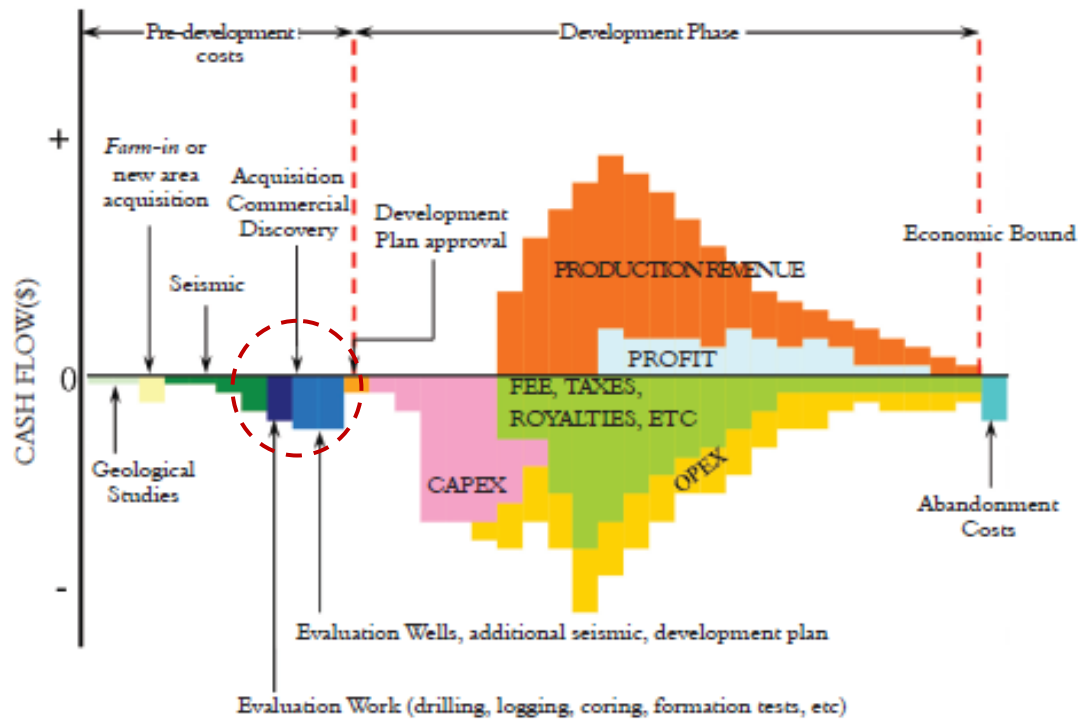 Pre-development
costs
Development Phase
+
Farm-in or
new area
acquisition
Acquisition
Commercial
Discovery
Development
Plan approval
Economic Bound
Seismic
PRODUCTION REVENUE
CASH FLOW($)
0
PROFIT
FEE, TAXES,
ROYALTIES, ETC
Geological
Studies
CAPEX
OPEX
Abandonment
Costs
-
Evaluation Wells, additional seismic, development plan
Evaluation Work (drilling, logging, coring, formation tests, etc)